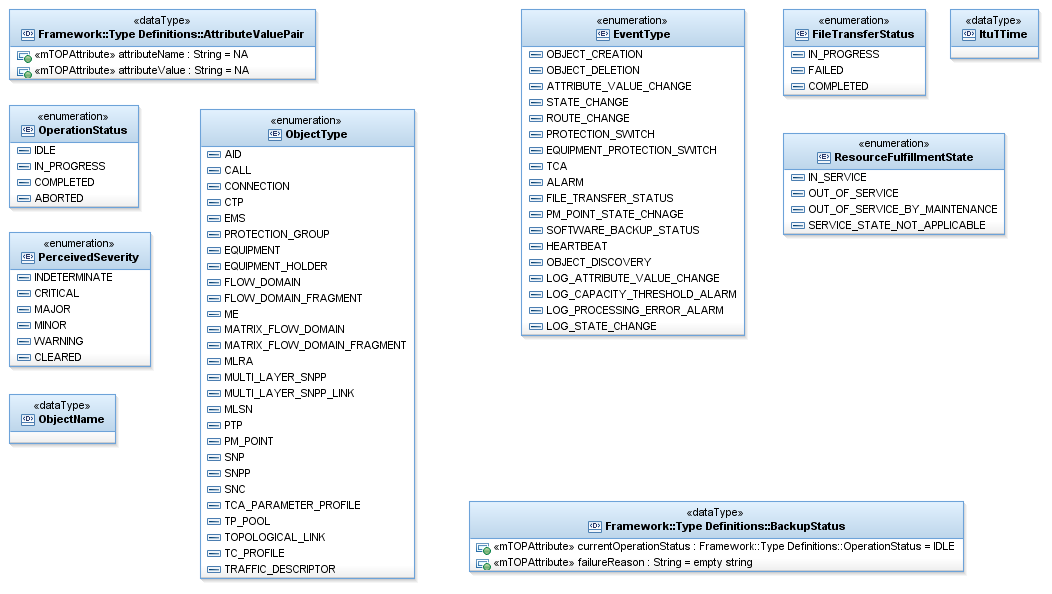 «dataType»
Framework::Type Definitions::AttributeValuePair
«mTOPAttribute» attributeName : String = NA
«mTOPAttribute» attributeValue : String = NA
«enumeration»
OperationStatus
IDLE
IN_PROGRESS
COMPLETED
ABORTED
«enumeration»
PerceivedSeverity
INDETERMINATE
CRITICAL
MAJOR
MINOR
WARNING
CLEARED
«dataType»
ObjectName
«enumeration»
ObjectType
AID
CALL
CONNECTION
CTP
EMS
PROTECTION_GROUP
EQUIPMENT
EQUIPMENT_HOLDER
FLOW_DOMAIN
FLOW_DOMAIN_FRAGMENT
ME
MATRIX_FLOW_DOMAIN
MATRIX_FLOW_DOMAIN_FRAGMENT
MLRA
MULTI_LAYER_SNPP
MULTI_LAYER_SNPP_LINK
MLSN
PTP
PM_POINT
SNP
SNPP
SNC
TCA_PARAMETER_PROFILE
TP_POOL
TOPOLOGICAL_LINK
TC_PROFILE
TRAFFIC_DESCRIPTOR
«enumeration»
EventType
OBJECT_CREATION
OBJECT_DELETION
ATTRIBUTE_VALUE_CHANGE
STATE_CHANGE
ROUTE_CHANGE
PROTECTION_SWITCH
EQUIPMENT_PROTECTION_SWITCH
TCA
ALARM
FILE_TRANSFER_STATUS
PM_POINT_STATE_CHNAGE
SOFTWARE_BACKUP_STATUS
HEARTBEAT
OBJECT_DISCOVERY
LOG_ATTRIBUTE_VALUE_CHANGE
LOG_CAPACITY_THRESHOLD_ALARM
LOG_PROCESSING_ERROR_ALARM
LOG_STATE_CHANGE
«enumeration»
FileTransferStatus
IN_PROGRESS
FAILED
COMPLETED
«dataType»
ItuTTime
«enumeration»
ResourceFulfillmentState
IN_SERVICE
OUT_OF_SERVICE
OUT_OF_SERVICE_BY_MAINTENANCE
SERVICE_STATE_NOT_APPLICABLE
«dataType»
Framework::Type Definitions::BackupStatus
«mTOPAttribute» currentOperationStatus : Framework::Type Definitions::OperationStatus = IDLE
«mTOPAttribute» failureReason : String = empty string